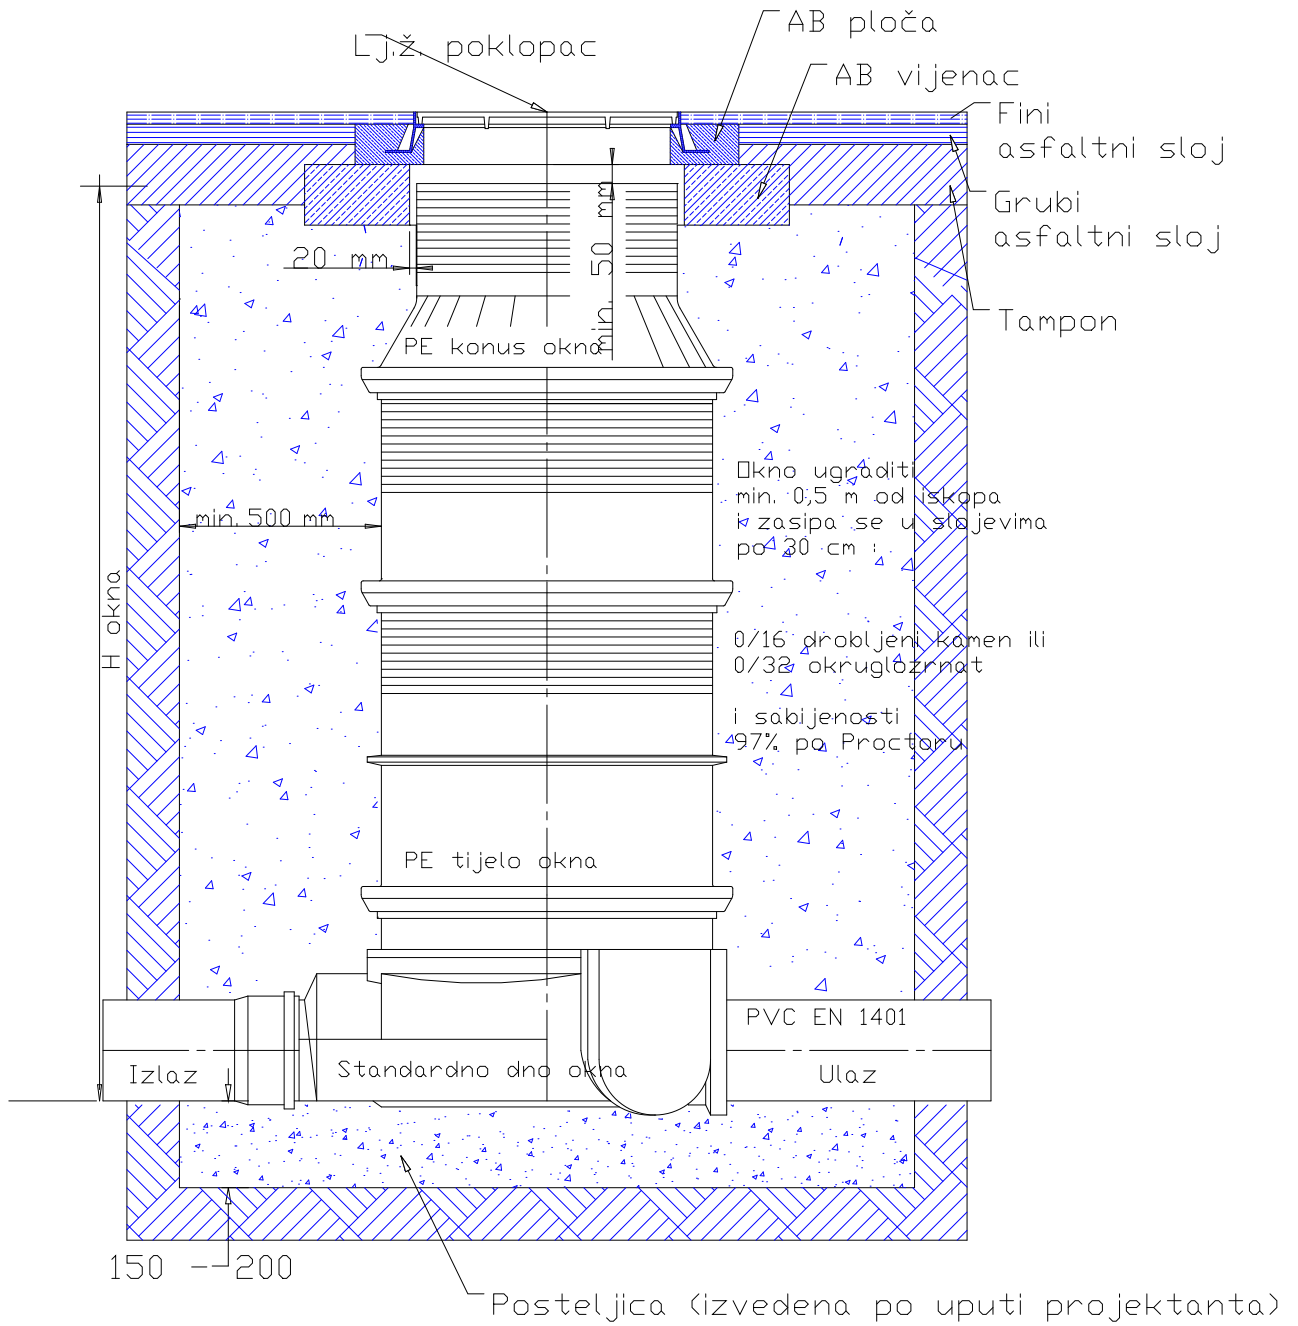 AB ploča
Lj.ž. poklopac
AB vijenac
Fini
asfaltni sloj
Grubi
asfaltni sloj
Tampon
20 mm
min. 50 mm
PE konus okna
Okno ugraditi
min. 0,5 m od iskopa
i zasipa se u slojevima
po 30 cm :
min. 500 mm
H okna
0/16 drobljeni kamen ili
0/32 okruglozrnat
i sabijenosti
97% po Proctoru
PE tijelo okna
PVC EN 1401
Izlaz
Standardno dno okna
Ulaz
150 -- 200
Posteljica (izvedena po uputi projektanta)